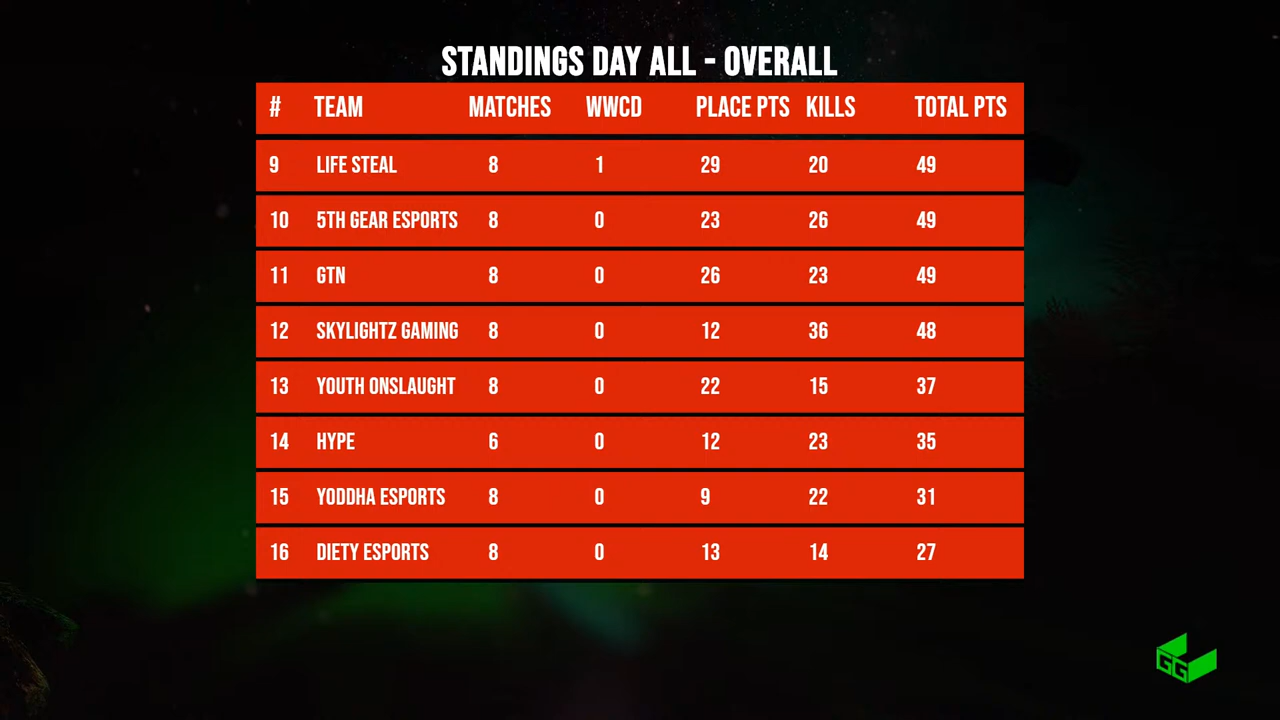 STANDINGS DAY ALL - OVERALL
# TEAM MATCHES WWCD PLACE PTS KILLS TOTAL PTS
9 LIFE STEAL 8 1 29 20 49
10 5TH GEAR ESPORTS 8 0 23 26 49
11 GTN 8 0 26 23 49
12 SKYLIGHTZ GAMING 8 0 12 36 48
13 YOUTH ONSLAUGHT 8 0 22 15 37
14 HYPE 6 0 12 23 35
15 YODDHA ESPORTS 8 0 9 22 31
16 DIETY ESPORTS 8 0 13 14 27
GG